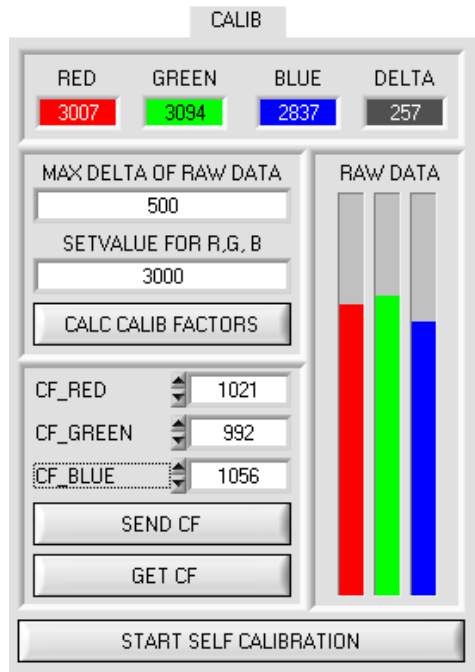 CALIB
RED GREEN BLUE DELTA
3007 3094 2837 257
MAX DELTA OF RAW DATA
500
SETVALUE FOR R,G, B
3000
CALC CALIB FACTORS
RAW DATA
CF_RED 1021
CF_GREEN 992
CF_BLUE 1056
SEND CF
GET CF
START SELF CALIBRATION